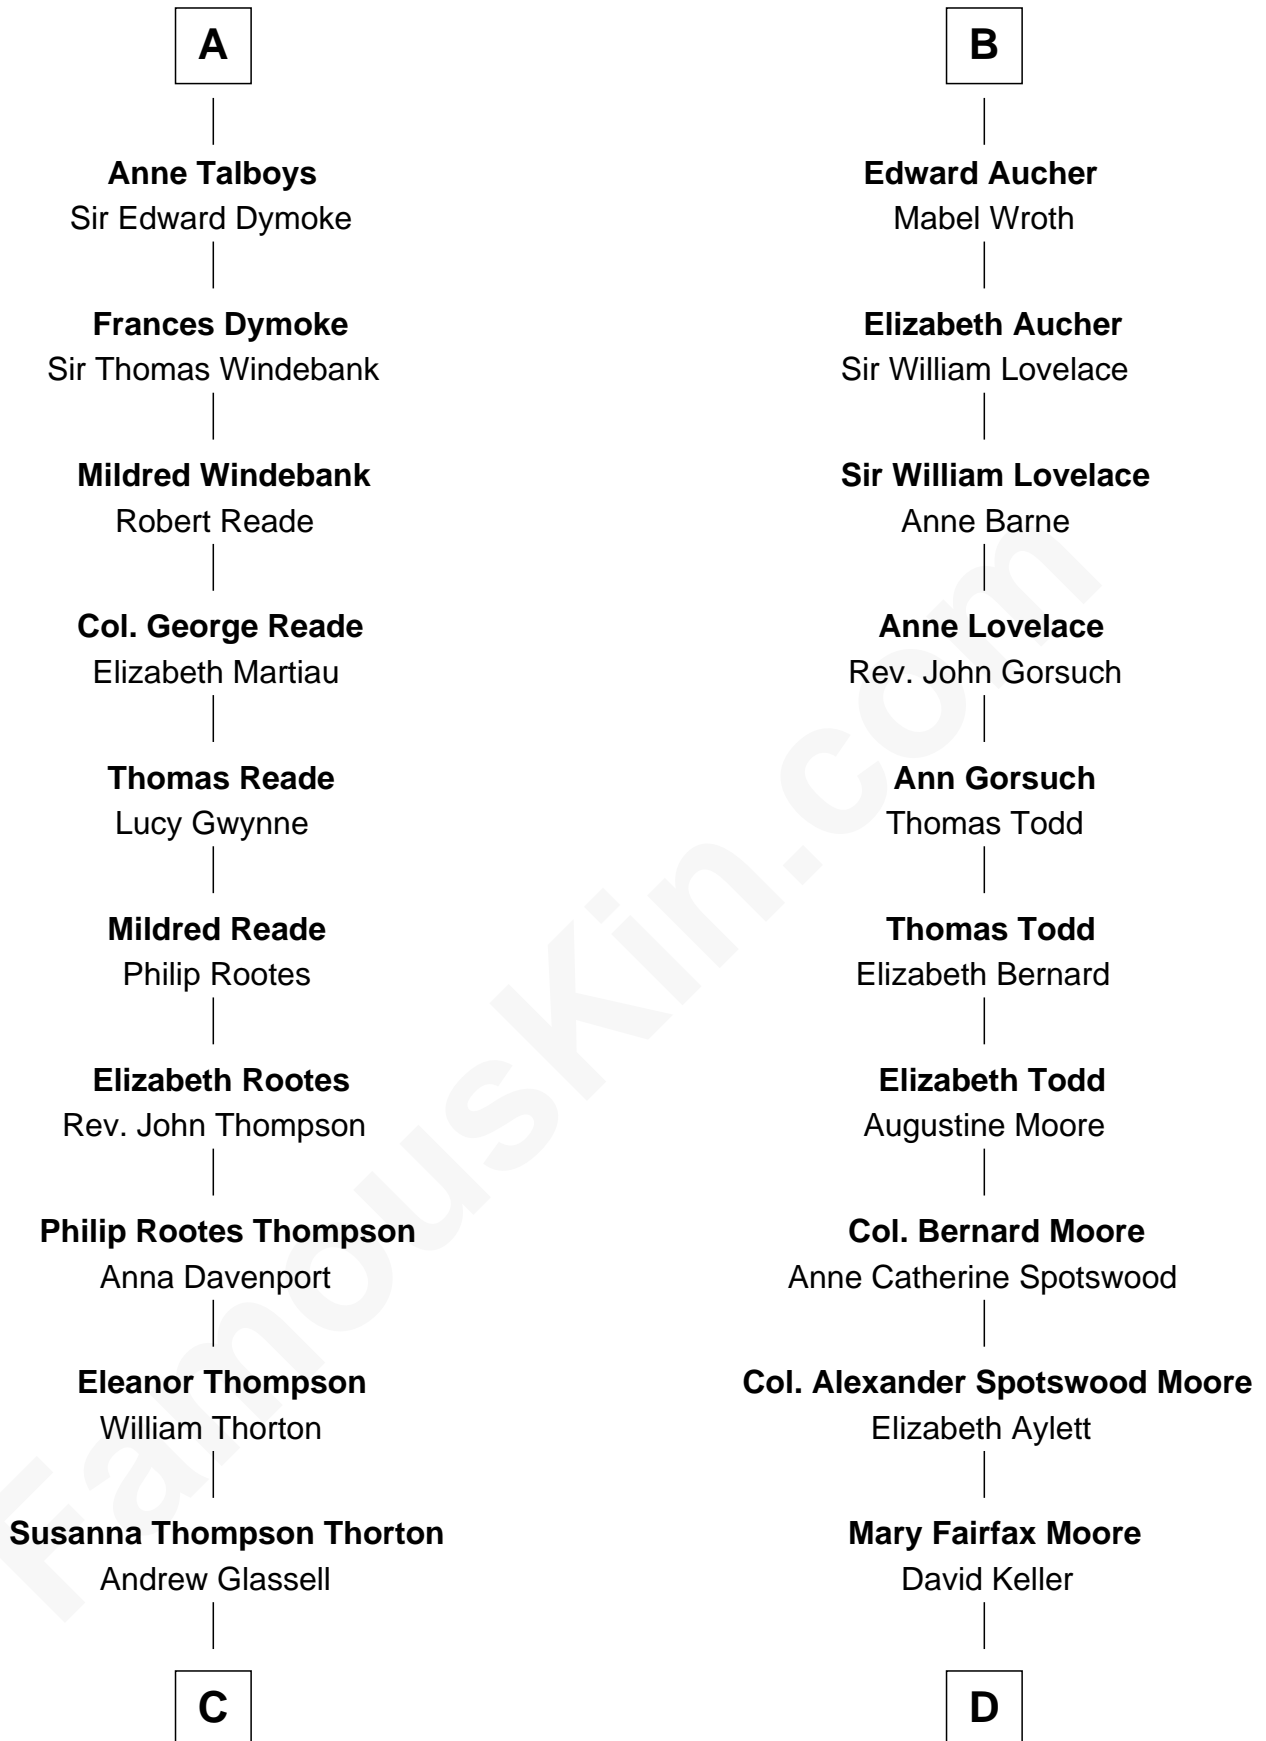 A
Anne Talboys
Sir Edward Dymoke
Frances Dymoke
Sir Thomas Windebank
Mildred Windebank
Robert Reade
Col. George Reade
Elizabeth Martiau
Thomas Reade
Lucy Gwynne
Mildred Reade
Philip Rootes
Elizabeth Rootes
Rev. John Thompson
Philip Rootes Thompson
Anna Davenport
Eleanor Thompson
William Thorton
Susanna Thompson Thorton
Andrew Glassell
C
B
Edward Aucher
Mabel Wroth
Elizabeth Aucher
Sir William Lovelace
Sir William Lovelace
Anne Barne
Anne Lovelace
Rev. John Gorsuch
Ann Gorsuch
Thomas Todd
Thomas Todd
Elizabeth Bernard
Elizabeth Todd
Augustine Moore
Col. Bernard Moore
Anne Catherine Spotswood
Col. Alexander Spotswood Moore
Elizabeth Aylett
Mary Fairfax Moore
David Keller
D
FamousKin.com